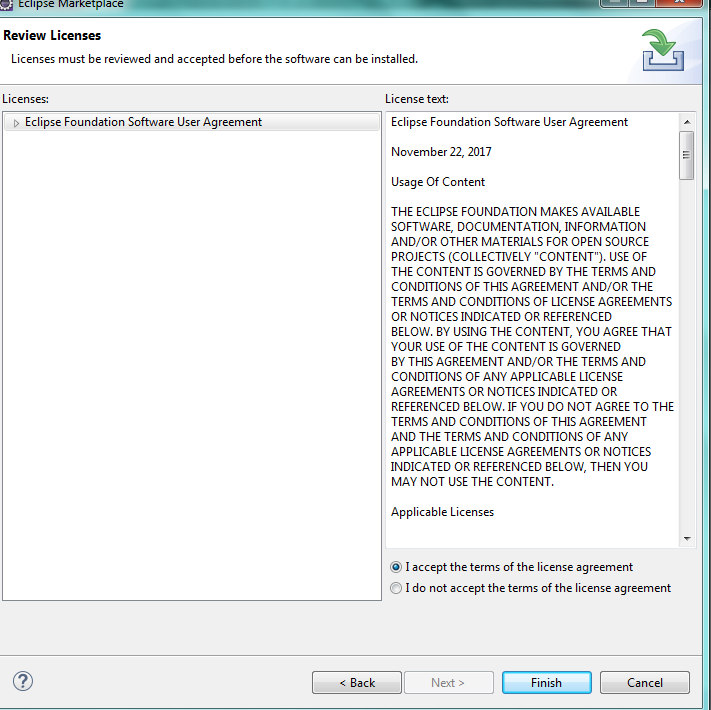 Eclipse Marketplace
Review Licenses
Licenses must be reviewed and accepted before the software can be installed.
Licenses:
Eclipse Foundation Software User Agreement
License text:
Eclipse Foundation Software User Agreement
November 22, 2017
Usage Of Content
THE ECLIPSE FOUNDATION MAKES AVAILABLE
SOFTWARE, DOCUMENTATION, INFORMATION
AND/OR OTHER MATERIALS FOR OPEN SOURCE
PROJECTS (COLLECTIVELY "CONTENT"). USE OF
THE CONTENT IS GOVERNED BY THE TERMS AND
CONDITIONS OF THIS AGREEMENT AND/OR THE
TERMS AND CONDITIONS OF LICENSE AGREEMENTS
OR NOTICES INDICATED OR REFERENCED
BELOW. BY USING THE CONTENT, YOU AGREE THAT
YOUR USE OF THE CONTENT IS GOVERNED
BY THIS AGREEMENT AND/OR THE TERMS AND
CONDITIONS OF ANY APPLICABLE LICENSE
AGREEMENTS OR NOTICES INDICATED OR
REFERENCED BELOW. IF YOU DO NOT AGREE TO THE
TERMS AND CONDITIONS OF THIS AGREEMENT
AND THE TERMS AND CONDITIONS OF ANY
APPLICABLE LICENSE AGREEMENTS OR NOTICES
INDICATED OR REFERENCED BELOW, THEN YOU
MAY NOT USE THE CONTENT.
Applicable Licenses
I accept the terms of the license agreement
I do not accept the terms of the license agreement
?
< Back
Next >
Finish
Cancel